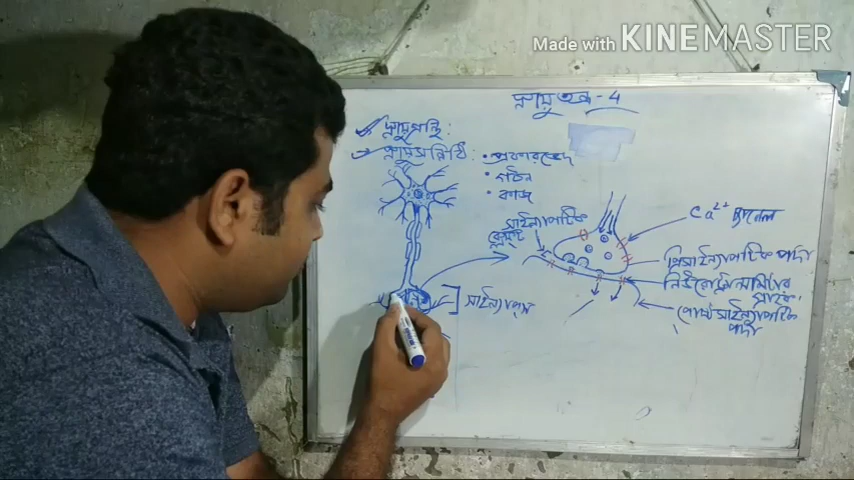 Made with KINEMASTER
স্নায়ুতন্ত্র - 4
স্নায়ুগ্রন্থি :
স্নায়ুসন্নিধি : • প্রকারভেদ
• গঠন
• কাজ
সাইন্যাপটিক
ক্লেফ্ট
Ca²⁺ চ্যানেল
প্রিসাইন্যাপটিক পর্দা
নিউরোট্রান্সমিটার
গ্রাহক
পোস্টসাইন্যাপটিক
পর্দা
সাইন্যাপস